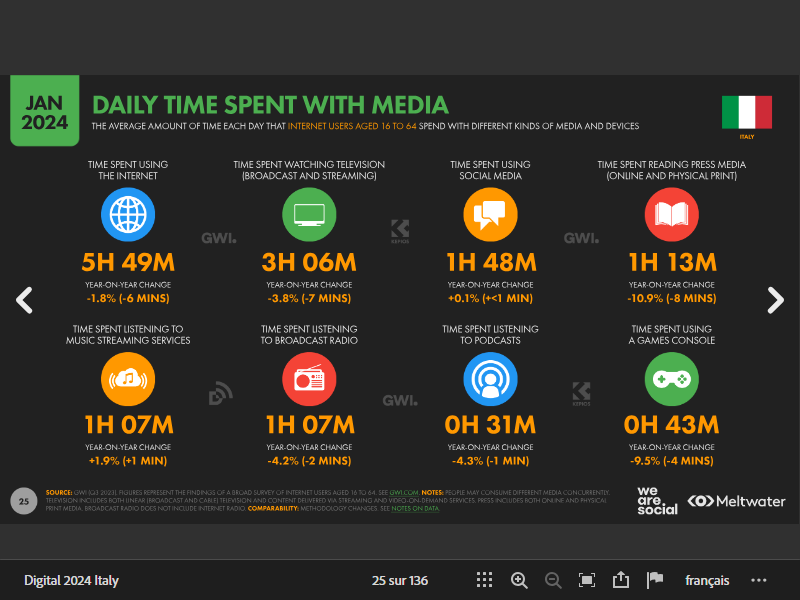 JAN
2024
DAILY TIME SPENT WITH MEDIA
THE AVERAGE AMOUNT OF TIME EACH DAY THAT INTERNET USERS AGED 16 TO 64 SPEND WITH DIFFERENT KINDS OF MEDIA AND DEVICES
ITALY
TIME SPENT USING
THE INTERNET
5H 49M
YEAR-ON-YEAR CHANGE
-1.8% (-6 MINS)
TIME SPENT WATCHING TELEVISION
(BROADCAST AND STREAMING)
3H 06M
YEAR-ON-YEAR CHANGE
-3.8% (-7 MINS)
TIME SPENT USING
SOCIAL MEDIA
1H 48M
YEAR-ON-YEAR CHANGE
+0.1% (+<1 MIN)
TIME SPENT READING PRESS MEDIA
(ONLINE AND PHYSICAL PRINT)
1H 13M
YEAR-ON-YEAR CHANGE
-10.9% (-8 MINS)
GWI.
KEPIOS
GWI.
TIME SPENT LISTENING TO
MUSIC STREAMING SERVICES
1H 07M
YEAR-ON-YEAR CHANGE
+1.9% (+1 MIN)
TIME SPENT LISTENING
TO BROADCAST RADIO
1H 07M
YEAR-ON-YEAR CHANGE
-4.2% (-2 MINS)
TIME SPENT LISTENING
TO PODCASTS
0H 31M
YEAR-ON-YEAR CHANGE
-4.3% (-1 MIN)
TIME SPENT USING
A GAMES CONSOLE
0H 43M
YEAR-ON-YEAR CHANGE
-9.5% (-4 MINS)
GWI.
KEPIOS
25
SOURCE: GWI (Q3 2023). FIGURES REPRESENT THE FINDINGS OF A BROAD SURVEY OF INTERNET USERS AGED 16 TO 64. SEE GWI.COM. NOTES: PEOPLE MAY CONSUME DIFFERENT MEDIA CONCURRENTLY.
TELEVISION INCLUDES BOTH LINEAR (BROADCAST AND CABLE) TELEVISION AND CONTENT DELIVERED VIA STREAMING AND VIDEO-ON-DEMAND SERVICES. PRESS INCLUDES BOTH ONLINE AND PHYSICAL
PRINT MEDIA. BROADCAST RADIO DOES NOT INCLUDE INTERNET RADIO. COMPARABILITY: METHODOLOGY CHANGES. SEE NOTES ON DATA.
we
are.
social
Meltwater
Digital 2024 Italy
25 sur 136
français